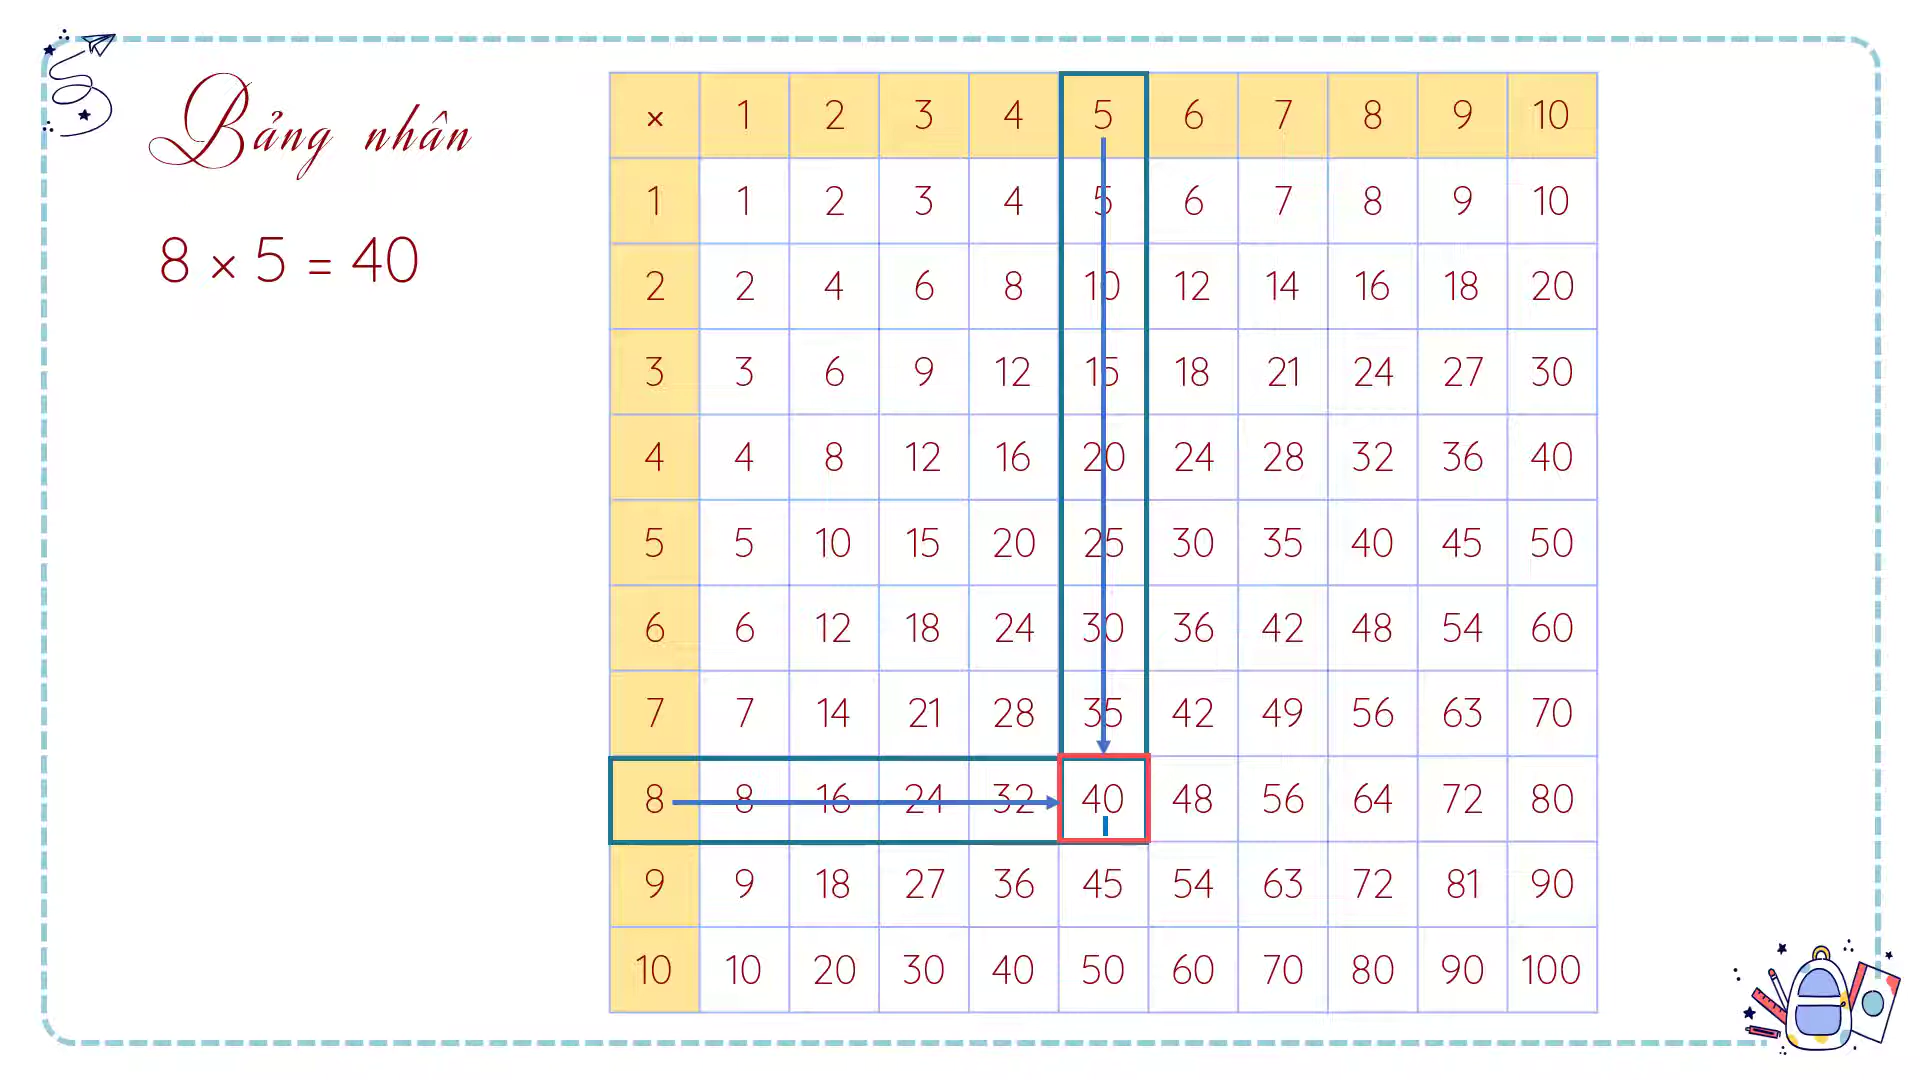 Bảng nhân
8 × 5 = 40
× 1 2 3 4 5 6 7 8 9 10
1 1 2 3 4 5 6 7 8 9 10
2 2 4 6 8 10 12 14 16 18 20
3 3 6 9 12 15 18 21 24 27 30
4 4 8 12 16 20 24 28 32 36 40
5 5 10 15 20 25 30 35 40 45 50
6 6 12 18 24 30 36 42 48 54 60
7 7 14 21 28 35 42 49 56 63 70
8 8 16 24 32 40 48 56 64 72 80
9 9 18 27 36 45 54 63 72 81 90
10 10 20 30 40 50 60 70 80 90 100